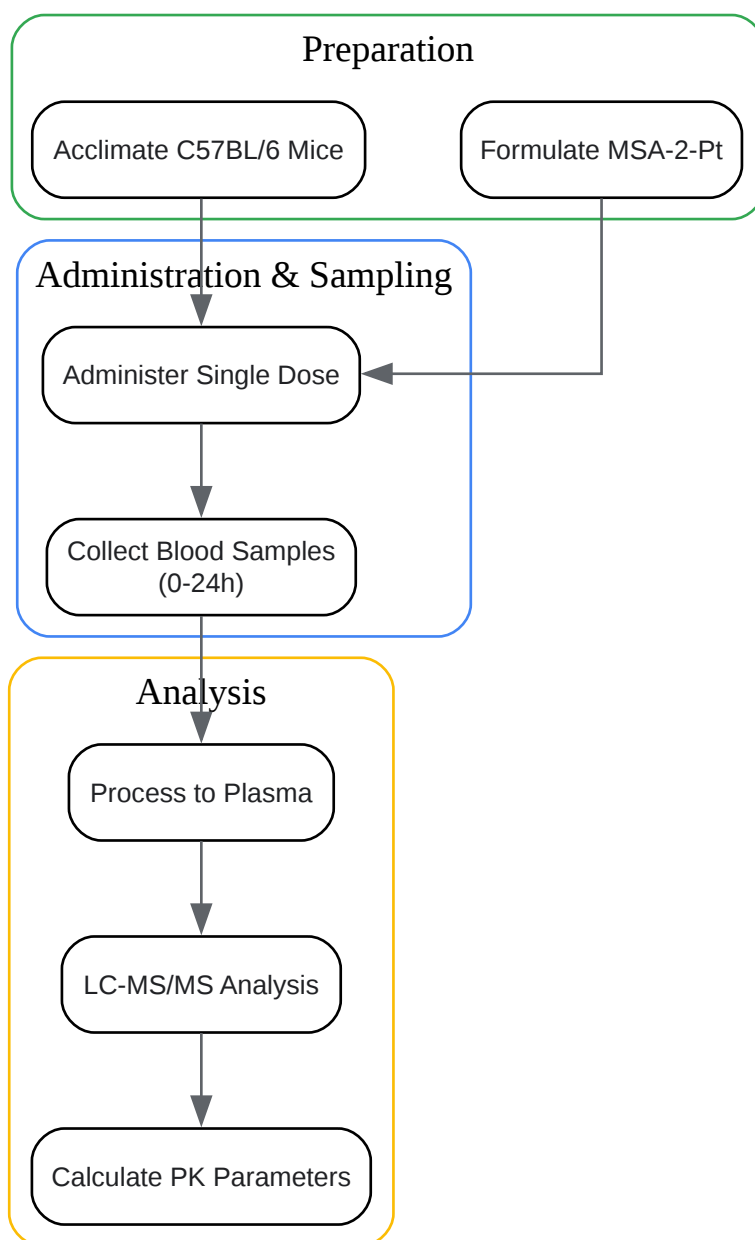 Preparation
Acclimate C57BL/6 Mice
Formulate MSA-2-Pt
Administration & Sampling
Administer Single Dose
Collect Blood Samples
(0-24h)
Analysis
Process to Plasma
LC-MS/MS Analysis
Calculate PK Parameters